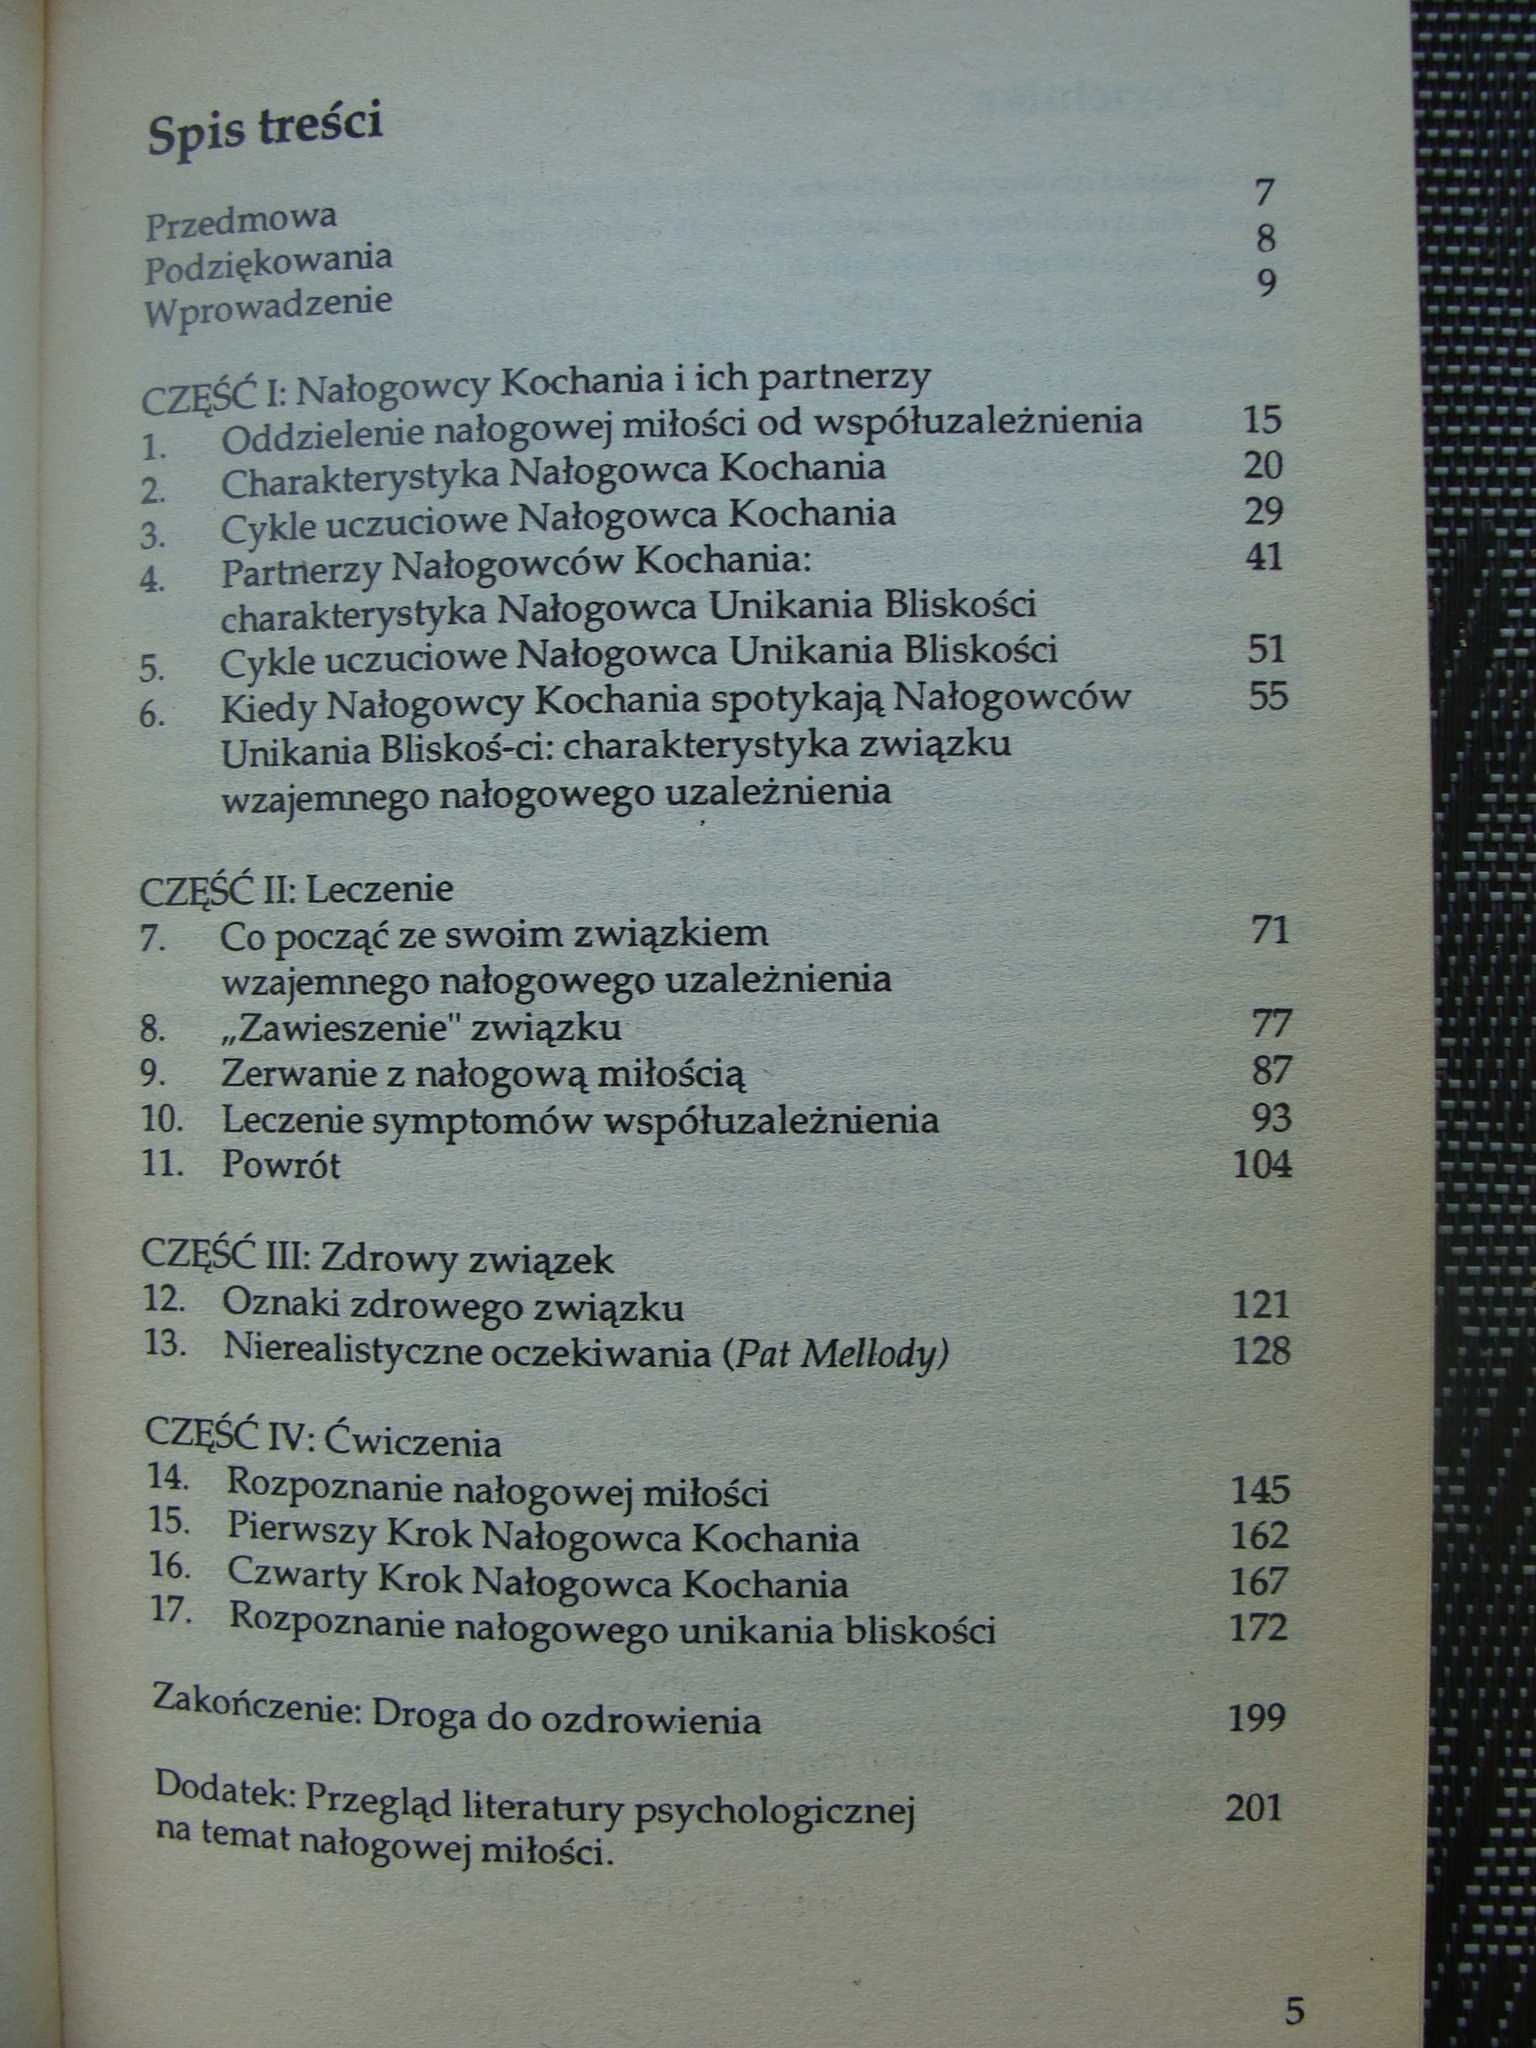 Spis treści
Przedmowa 7
Podziękowania 8
Wprowadzenie 9
CZĘŚĆ I: Nałogowcy Kochania i ich partnerzy
1. Oddzielenie nałogowej miłości od współuzależnienia 15
2. Charakterystyka Nałogowca Kochania 20
3. Cykle uczuciowe Nałogowca Kochania 29
4. Partnerzy Nałogowców Kochania: 41
charakterystyka Nałogowca Unikania Bliskości
5. Cykle uczuciowe Nałogowca Unikania Bliskości 51
6. Kiedy Nałogowcy Kochania spotykają Nałogowców 55
Unikania Bliskoś-ci: charakterystyka związku
wzajemnego nałogowego uzależnienia
CZĘŚĆ II: Leczenie
7. Co począć ze swoim związkiem 71
wzajemnego nałogowego uzależnienia
8. „Zawieszenie" związku 77
9. Zerwanie z nałogową miłością 87
10. Leczenie symptomów współuzależnienia 93
11. Powrót 104
CZĘŚĆ III: Zdrowy związek
12. Oznaki zdrowego związku 121
13. Nierealistyczne oczekiwania (Pat Mellody) 128
CZĘŚĆ IV: Ćwiczenia
14. Rozpoznanie nałogowej miłości 145
15. Pierwszy Krok Nałogowca Kochania 162
16. Czwarty Krok Nałogowca Kochania 167
17. Rozpoznanie nałogowego unikania bliskości 172
Zakończenie: Droga do ozdrowienia 199
Dodatek: Przegląd literatury psychologicznej 201
na temat nałogowej miłości.
5